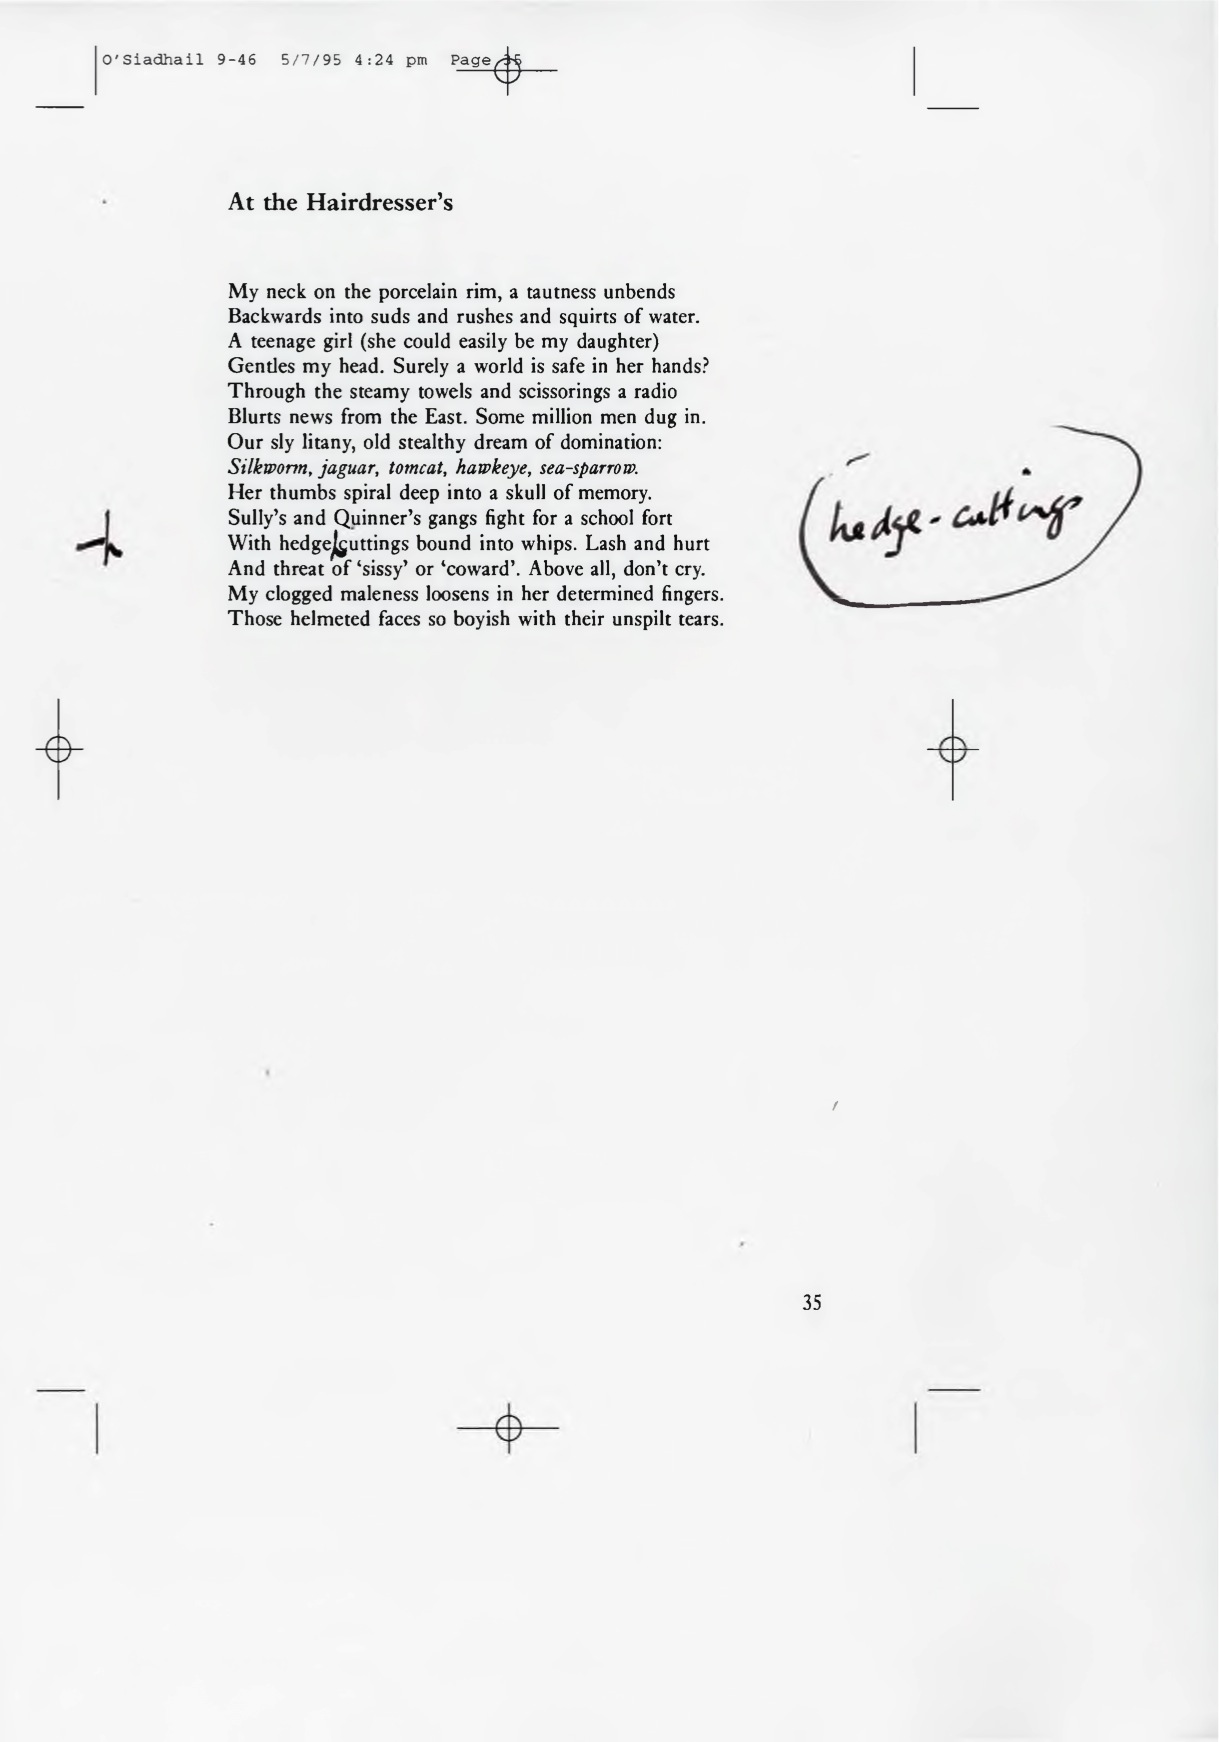 O'Siadhail 9-46 5/7/95 4:24 pm Page 35
At the Hairdresser's
My neck on the porcelain rim, a tautness unbends
Backwards into suds and rushes and squirts of water.
A teenage girl (she could easily be my daughter)
Gentles my head. Surely a world is safe in her hands?
Through the steamy towels and scissorings a radio
Blurts news from the East. Some million men dug in.
Our sly litany, old stealthy dream of domination:
Silkworm, jaguar, tomcat, hawkeye, sea-sparrow.
Her thumbs spiral deep into a skull of memory.
Sully's and Quinner's gangs fight for a school fort
With hedge cuttings bound into whips. Lash and hurt
hedge-cuttings
And threat of 'sissy' or 'coward'. Above all, don't cry.
My clogged maleness loosens in her determined fingers.
Those helmeted faces so boyish with their unspilt tears.
35